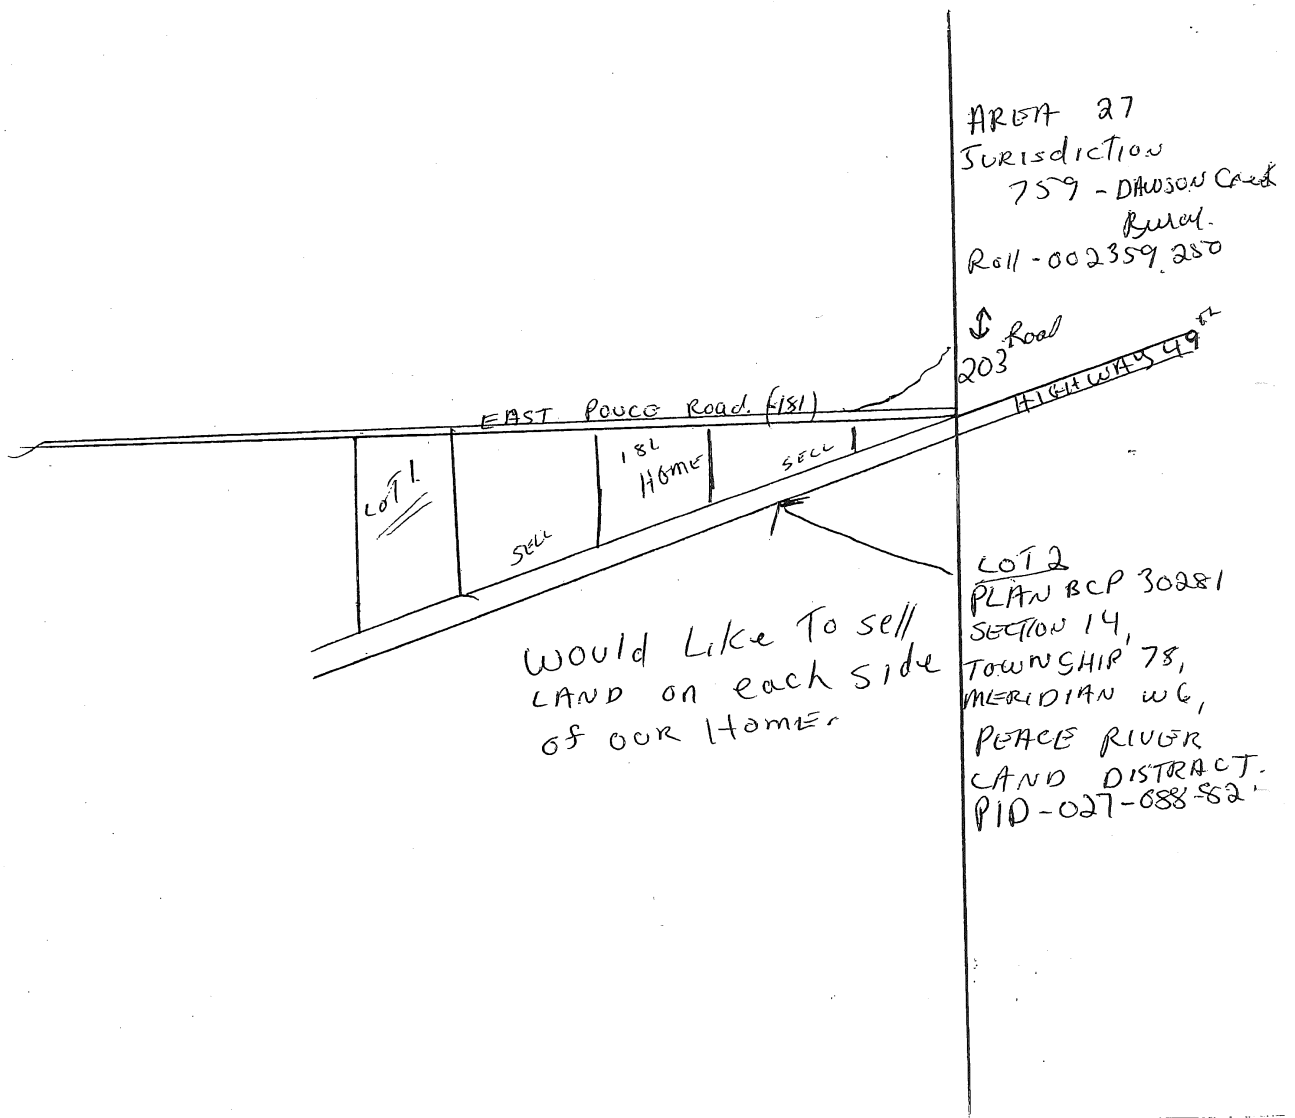 AREA 27
JURISdICTION
759 - DAWSON Creek
Rural.
Roll - 002359.250
Road
203
HIGHWAY 49
EAST POUCE Road. (-181)
LOT 1.
SELL
HOME
SELL
LOT 2
PLAN BCP 30281
SECTION 14,
TOWNSHIP 78,
MERIDIAN W6,
PEACE RIVER
LAND DISTRACT.
PID - 027-088-82
Would Like To sell
LAND on each side
of our Home.